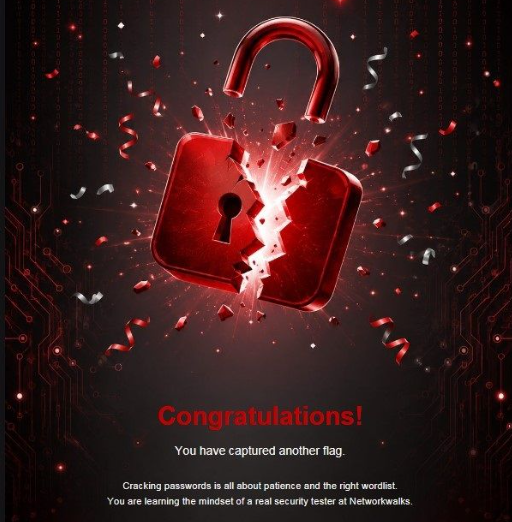 Congratulations!
You have captured another flag.
Cracking passwords is all about patience and the right wordlist.
You are learning the mindset of a real security tester at Networkwalks.